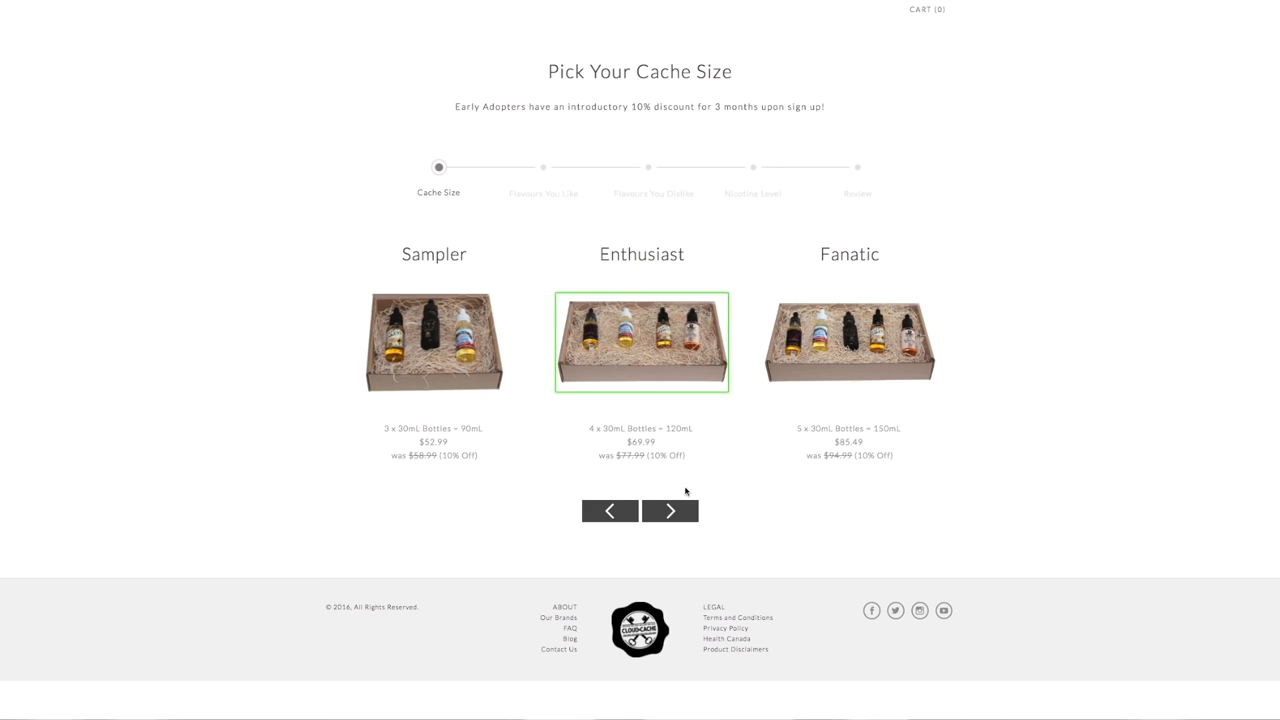 CART (0)
Pick Your Cache Size
Early Adopters have an introductory 10% discount for 3 months upon sign up!
Cache Size
Flavours You Like
Flavours You Dislike
Nicotine Level
Review
Sampler
Enthusiast
Fanatic
3 x 30mL Bottles = 90mL
$52.99
was $58.99 (10% Off)
4 x 30mL Bottles = 120mL
$69.99
was $77.99 (10% Off)
5 x 30mL Bottles = 150mL
$85.49
was $94.99 (10% Off)
© 2016, All Rights Reserved.
ABOUT
Our Brands
FAQ
Blog
Contact Us
CLOUD-CACHE
LEGAL
Terms and Conditions
Privacy Policy
Health Canada
Product Disclaimers